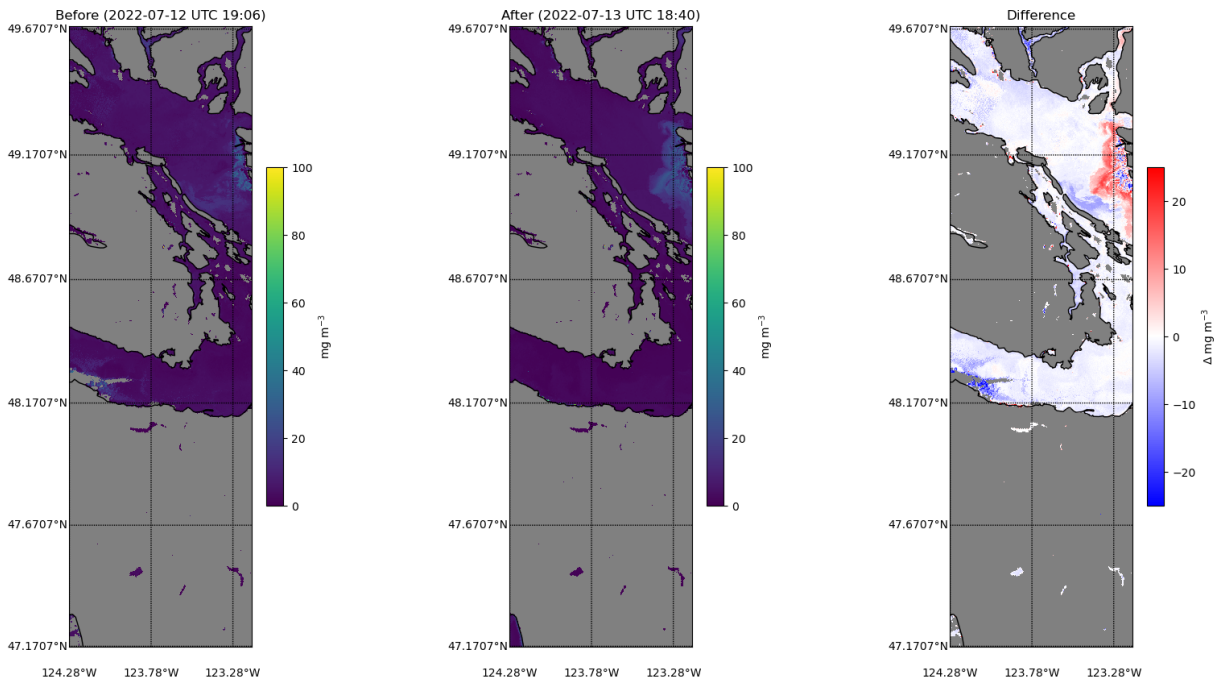 Before (2022-07-12 UTC 19:06)
49.6707°N
49.1707°N
48.6707°N
48.1707°N
47.6707°N
47.1707°N
124.28°W 123.78°W 123.28°W
100
80
60
40
20
0
mg m⁻³
After (2022-07-13 UTC 18:40)
49.6707°N
49.1707°N
48.6707°N
48.1707°N
47.6707°N
47.1707°N
124.28°W 123.78°W 123.28°W
100
80
60
40
20
0
mg m⁻³
Difference
49.6707°N
49.1707°N
48.6707°N
48.1707°N
47.6707°N
47.1707°N
124.28°W 123.78°W 123.28°W
20
10
0
−10
−20
Δ mg m⁻³